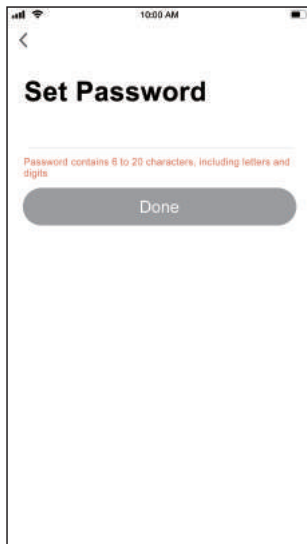 10:00 AM
Set Password
Password contains 6 to 20 characters, including letters and
digits
Done